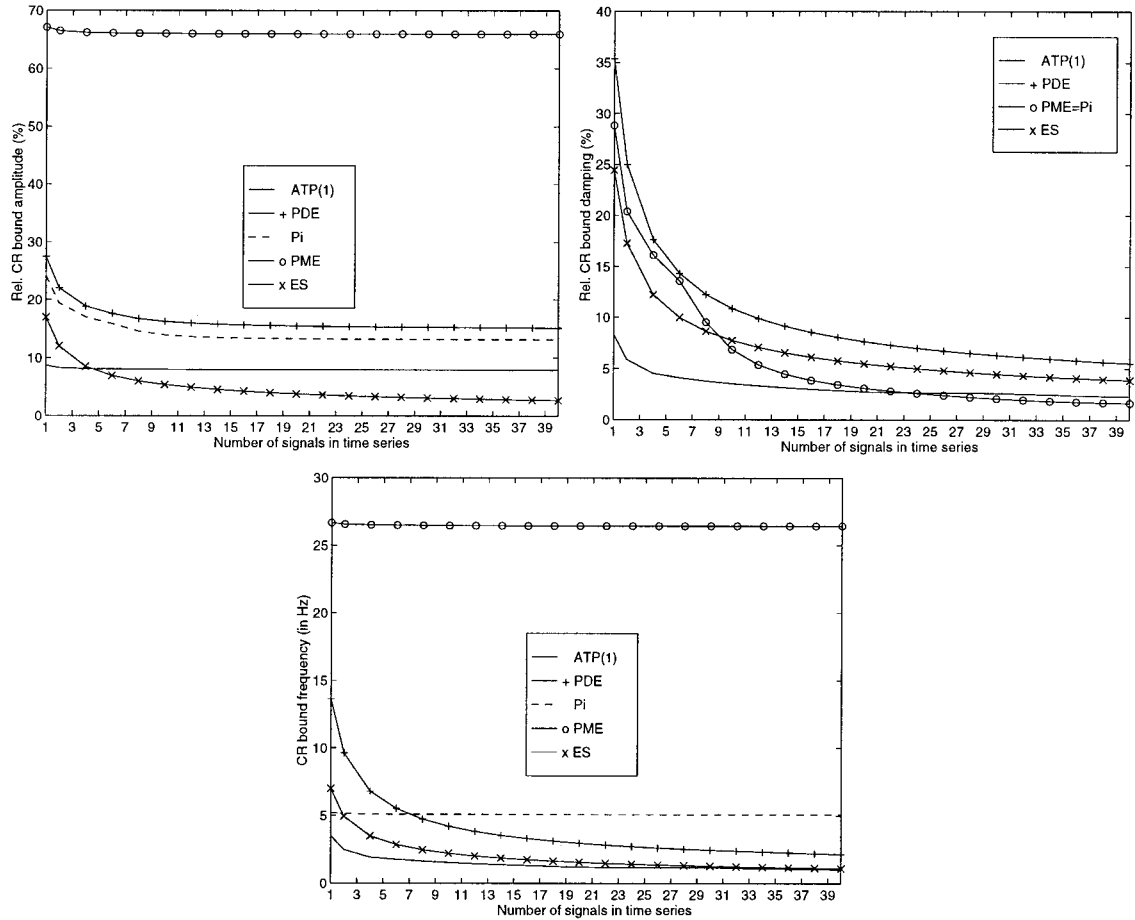 Rel. CR bound amplitude (%)
70
60
50
40
30
20
10
0
ATP(1)
+ PDE
Pi
o PME
x ES
1 3 5 7 9 11 13 15 17 19 21 23 25 27 29 31 33 35 37 39
Number of signals in time series
Rel. CR bound damping (%)
40
35
30
25
20
15
10
5
0
ATP(1)
+ PDE
o PME=Pi
x ES
1 3 5 7 9 11 13 15 17 19 21 23 25 27 29 31 33 35 37 39
Number of signals in time series
CR bound frequency (in Hz)
30
25
20
15
10
5
0
ATP(1)
+ PDE
Pi
o PME
x ES
1 3 5 7 9 11 13 15 17 19 21 23 25 27 29 31 33 35 37 39
Number of signals in time series